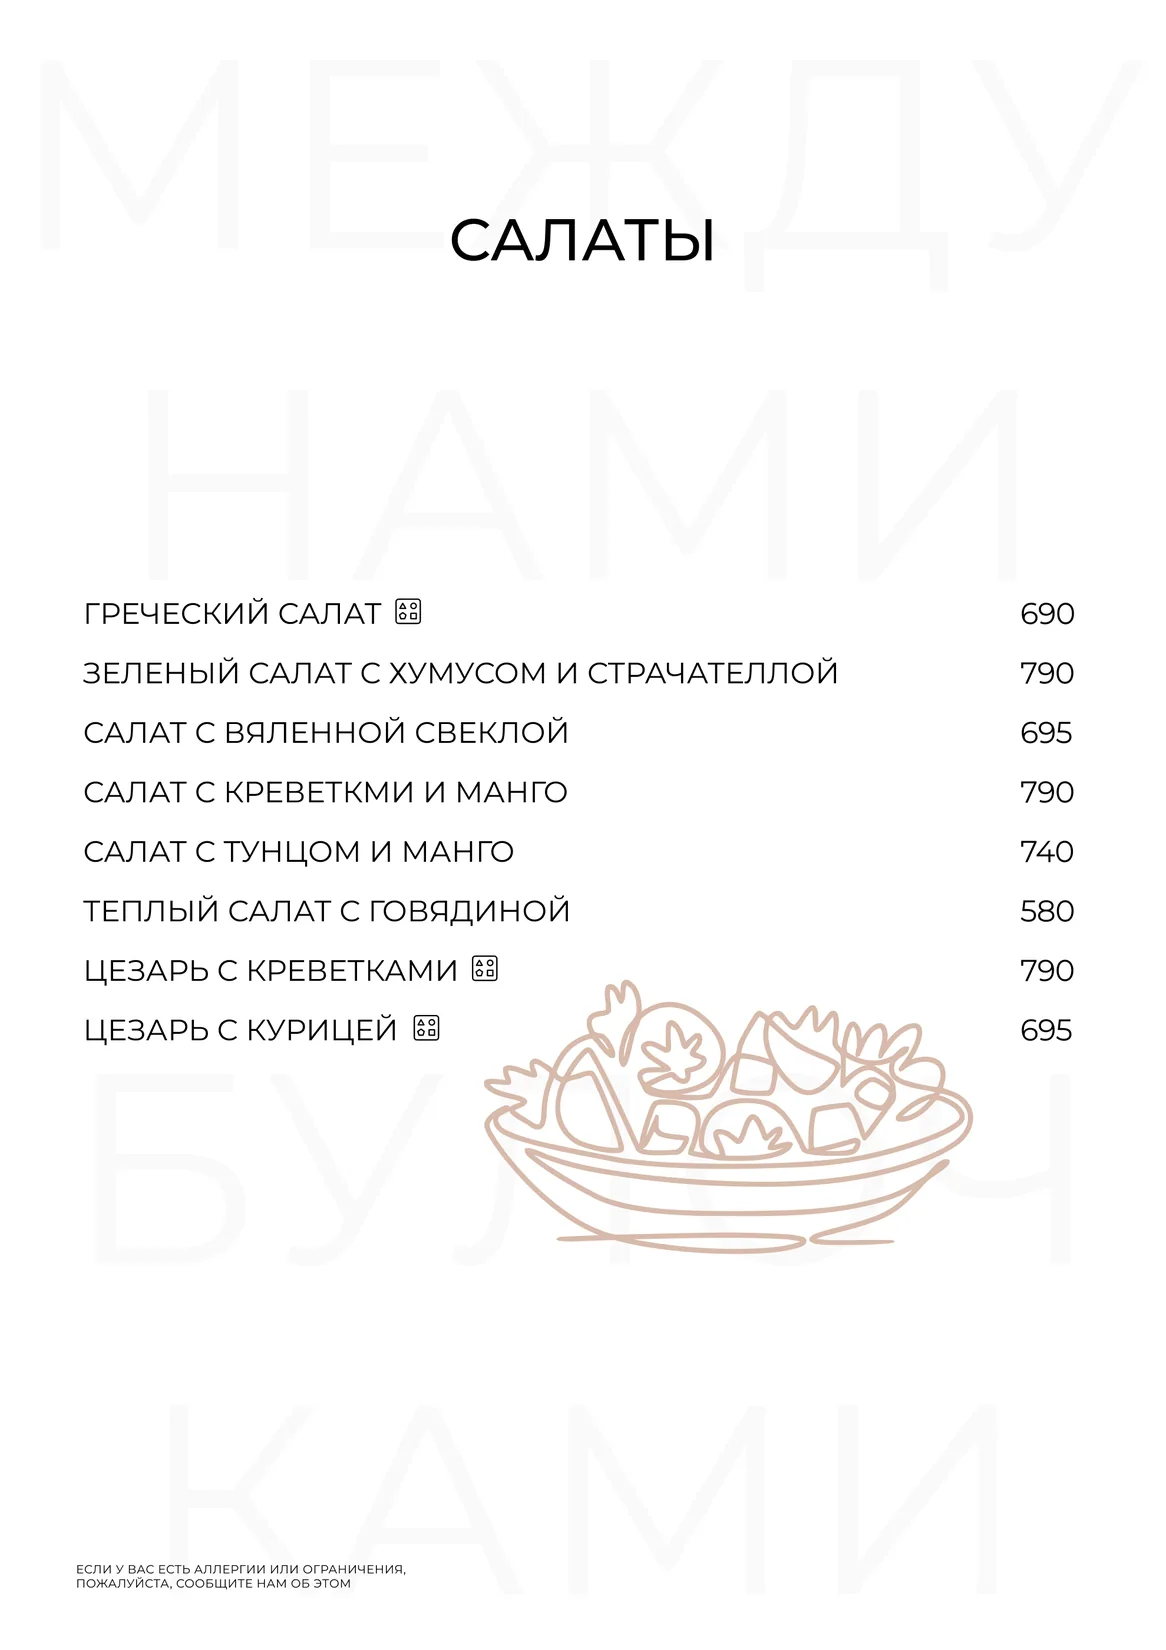 МЕЖДУ
САЛАТЫ
НАМИ
ГРЕЧЕСКИЙ САЛАТ 690
ЗЕЛЕНЫЙ САЛАТ С ХУМУСОМ И СТРАЧАТЕЛЛОЙ 790
САЛАТ С ВЯЛЕННОЙ СВЕКЛОЙ 695
САЛАТ С КРЕВЕТКМИ И МАНГО 790
САЛАТ С ТУНЦОМ И МАНГО 740
ТЕПЛЫЙ САЛАТ С ГОВЯДИНОЙ 580
ЦЕЗАРЬ С КРЕВЕТКАМИ 790
ЦЕЗАРЬ С КУРИЦЕЙ 695
БУЛОЧ
КАМИ
ЕСЛИ У ВАС ЕСТЬ АЛЛЕРГИИ ИЛИ ОГРАНИЧЕНИЯ,
ПОЖАЛУЙСТА, СООБЩИТЕ НАМ ОБ ЭТОМ